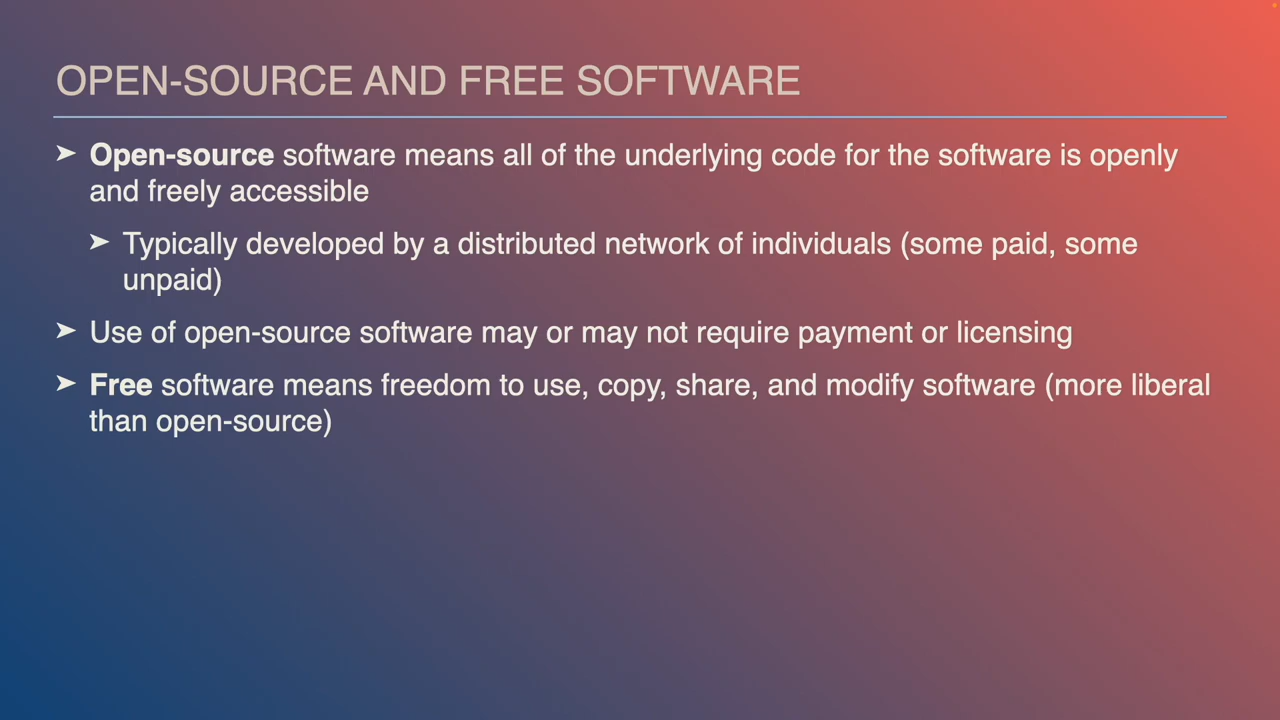 OPEN-SOURCE AND FREE SOFTWARE
➤ Open-source software means all of the underlying code for the software is openly
and freely accessible
➤ Typically developed by a distributed network of individuals (some paid, some
unpaid)
➤ Use of open-source software may or may not require payment or licensing
➤ Free software means freedom to use, copy, share, and modify software (more liberal
than open-source)